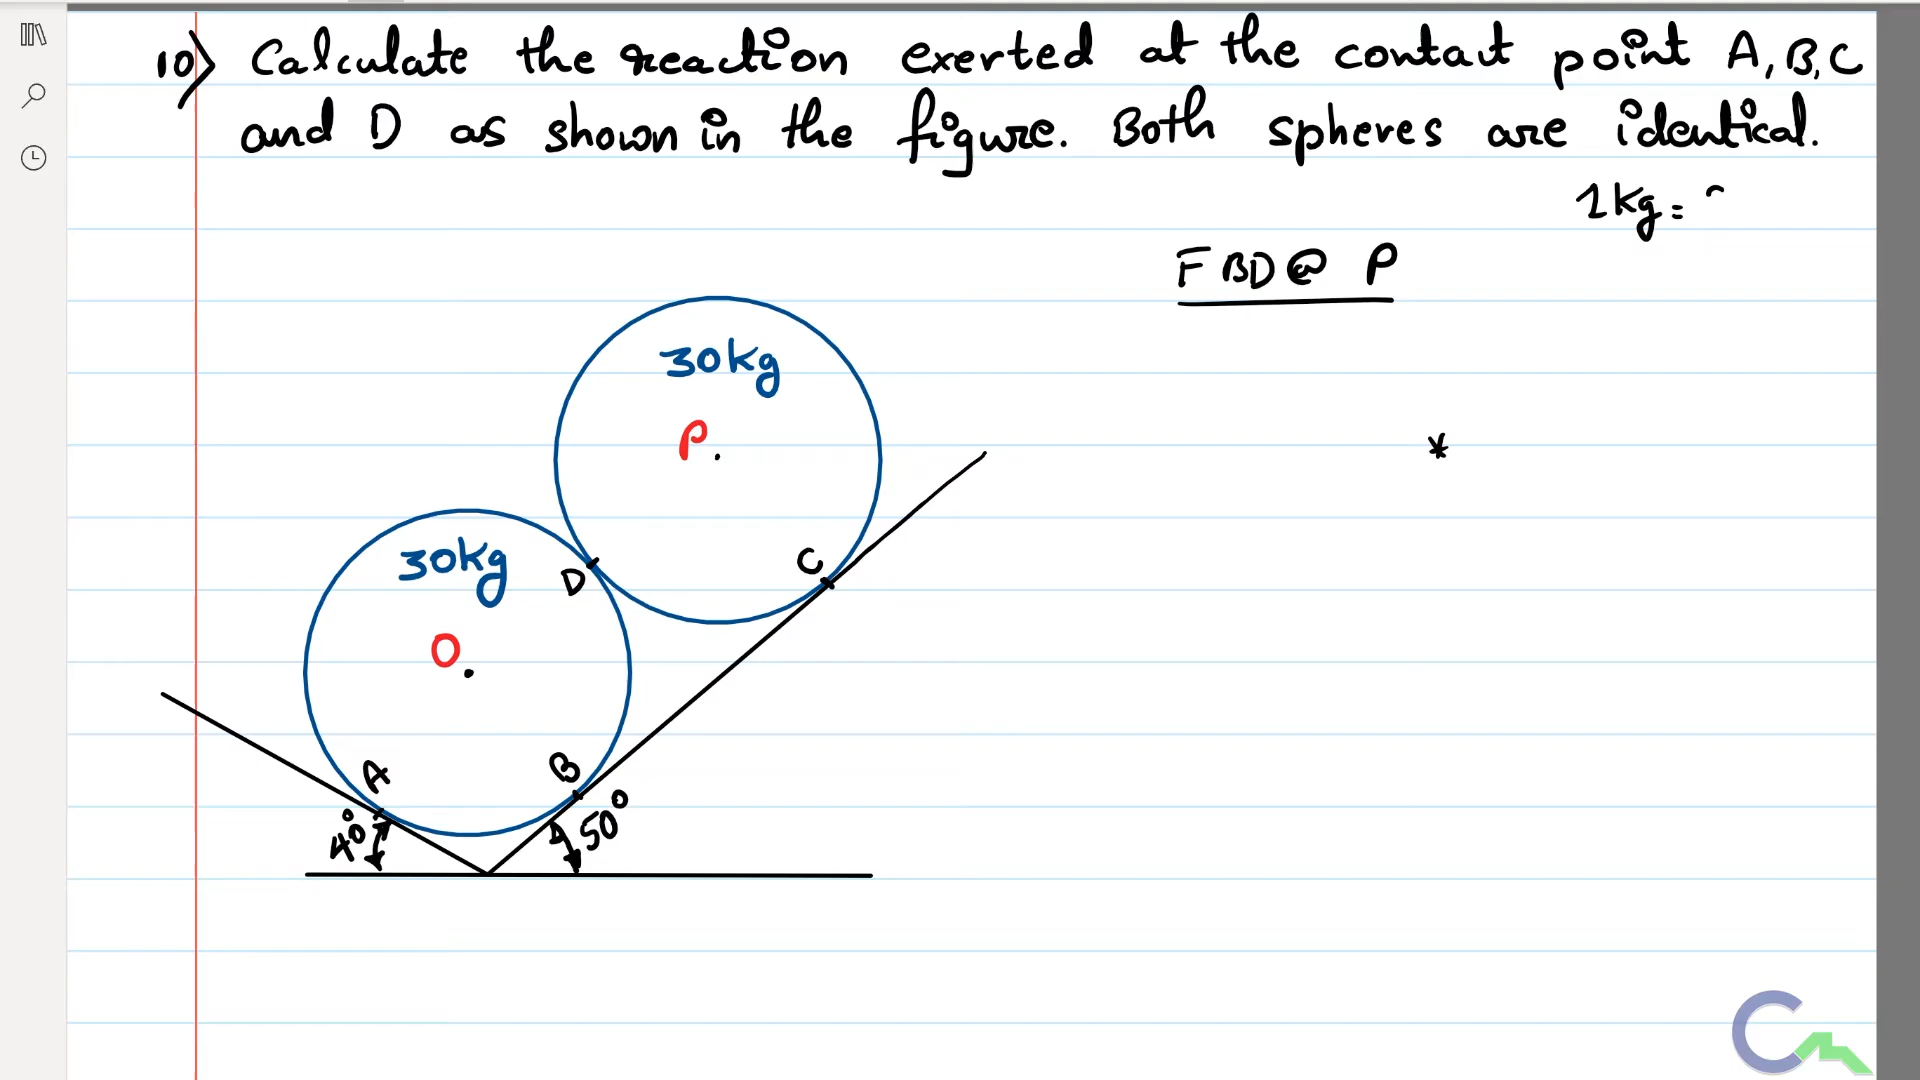 10) Calculate the reaction exerted at the contact point A, B, C
and D as shown in the figure. Both spheres are identical.
1kg =
FBD @ P
30kg
P.
*
30kg
D
C
O.
A
B
40°
50°